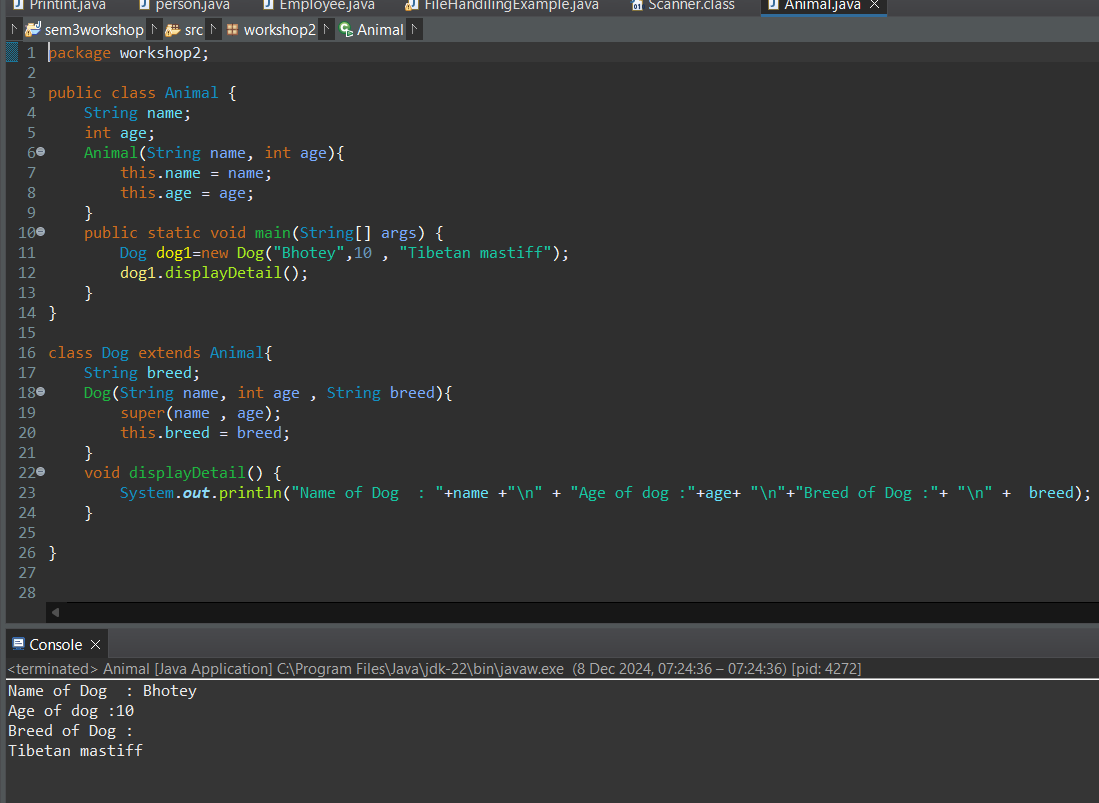 PrintInt.java person.java Employee.java FileHandilingExample.java Scanner.class Animal.java
sem3workshop src workshop2 Animal
1 package workshop2;
2
3 public class Animal {
4     String name;
5     int age;
6     Animal(String name, int age){
7         this.name = name;
8         this.age = age;
9     }
10     public static void main(String[] args) {
11         Dog dog1=new Dog("Bhotey",10 , "Tibetan mastiff");
12         dog1.displayDetail();
13     }
14 }
15
16 class Dog extends Animal{
17     String breed;
18     Dog(String name, int age , String breed){
19         super(name , age);
20         this.breed = breed;
21     }
22     void displayDetail() {
23         System.out.println("Name of Dog  : "+name +"\n" + "Age of dog :"+age+ "\n"+"Breed of Dog :"+ "\n" +  breed);
24     }
25
26 }
27
28
Console
<terminated> Animal [Java Application] C:\Program Files\Java\jdk-22\bin\javaw.exe (8 Dec 2024, 07:24:36 – 07:24:36) [pid: 4272]
Name of Dog  : Bhotey
Age of dog :10
Breed of Dog :
Tibetan mastiff